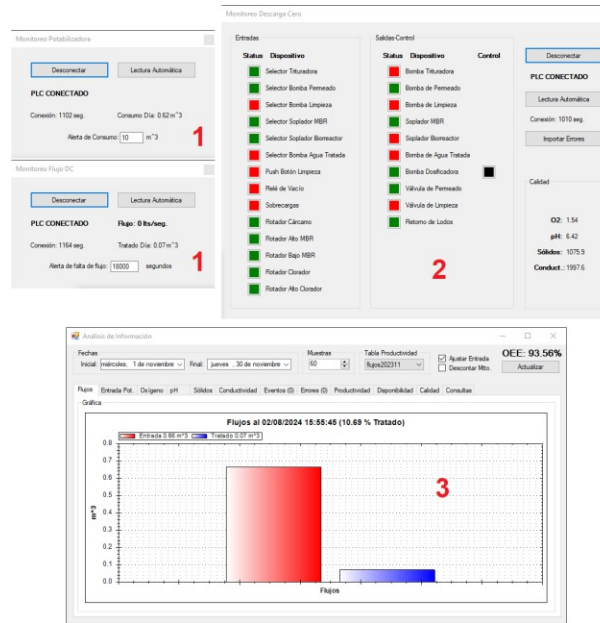 Monitoreo Potabilizadora
Desconectar
Lectura Automática
PLC CONECTADO
Conexión: 1102 seg.
Consumo Día: 0.62 m^3
Alerta de Consumo: 10 m^3
1
Monitoreo Flujo DC
Desconectar
Lectura Automática
PLC CONECTADO
Flujo: 0 lts/seg.
Conexión: 1164 seg.
Tratado Día: 0.07 m^3
Alerta de falta de flujo: 18000 segundos
1
Monitoreo Descarga Cero
Entradas
Status Dispositivo
Selector Trituradora
Selector Bomba Permeado
Selector Bomba Limpieza
Selector Soplador MBR
Selector Soplador Biorreactor
Selector Bomba Agua Tratada
Push Botón Limpieza
Relé de Vacío
Sobrecargas
Rotador Cárcamo
Rotador Alto MBR
Rotador Bajo MBR
Rotador Clorador
Rotador Alto Clorador
Salidas-Control
Status Dispositivo Control
Bomba Trituradora
Bomba de Permeado
Bomba de Limpieza
Soplador MBR
Soplador Biorreactor
Bomba de Agua Tratada
Bomba Dosificadora
Válvula de Permeado
Válvula de Limpieza
Retorno de Lodos
2
Desconectar
PLC CONECTADO
Lectura Automática
Conexión: 1010 seg.
Importar Errores
Calidad
O2: 1.54
pH: 6.42
Sólidos: 1075.9
Conduct.: 1997.6
Análisis de Información
Fechas
Inicial: miércoles, 1 de noviembre
Final: jueves , 30 de noviembre
Muestras
60
Tabla Productividad
flujos202311
Ajustar Entrada
Descontar Mtto.
OEE: 93.56%
Actualizar
Flujos Entrada Pot. Oxígeno pH Sólidos Conductividad Eventos (0) Errores (0) Productividad Disponibilidad Calidad Consultas
Gráfica
Flujos al 02/08/2024 15:55:45 (10.69 % Tratado)
Entrada 0.66 m^3 Tratado 0.07 m^3
0.8
0.7
0.6
0.5
0.4
0.3
0.2
0.1
0.0
m^3
3
Flujos